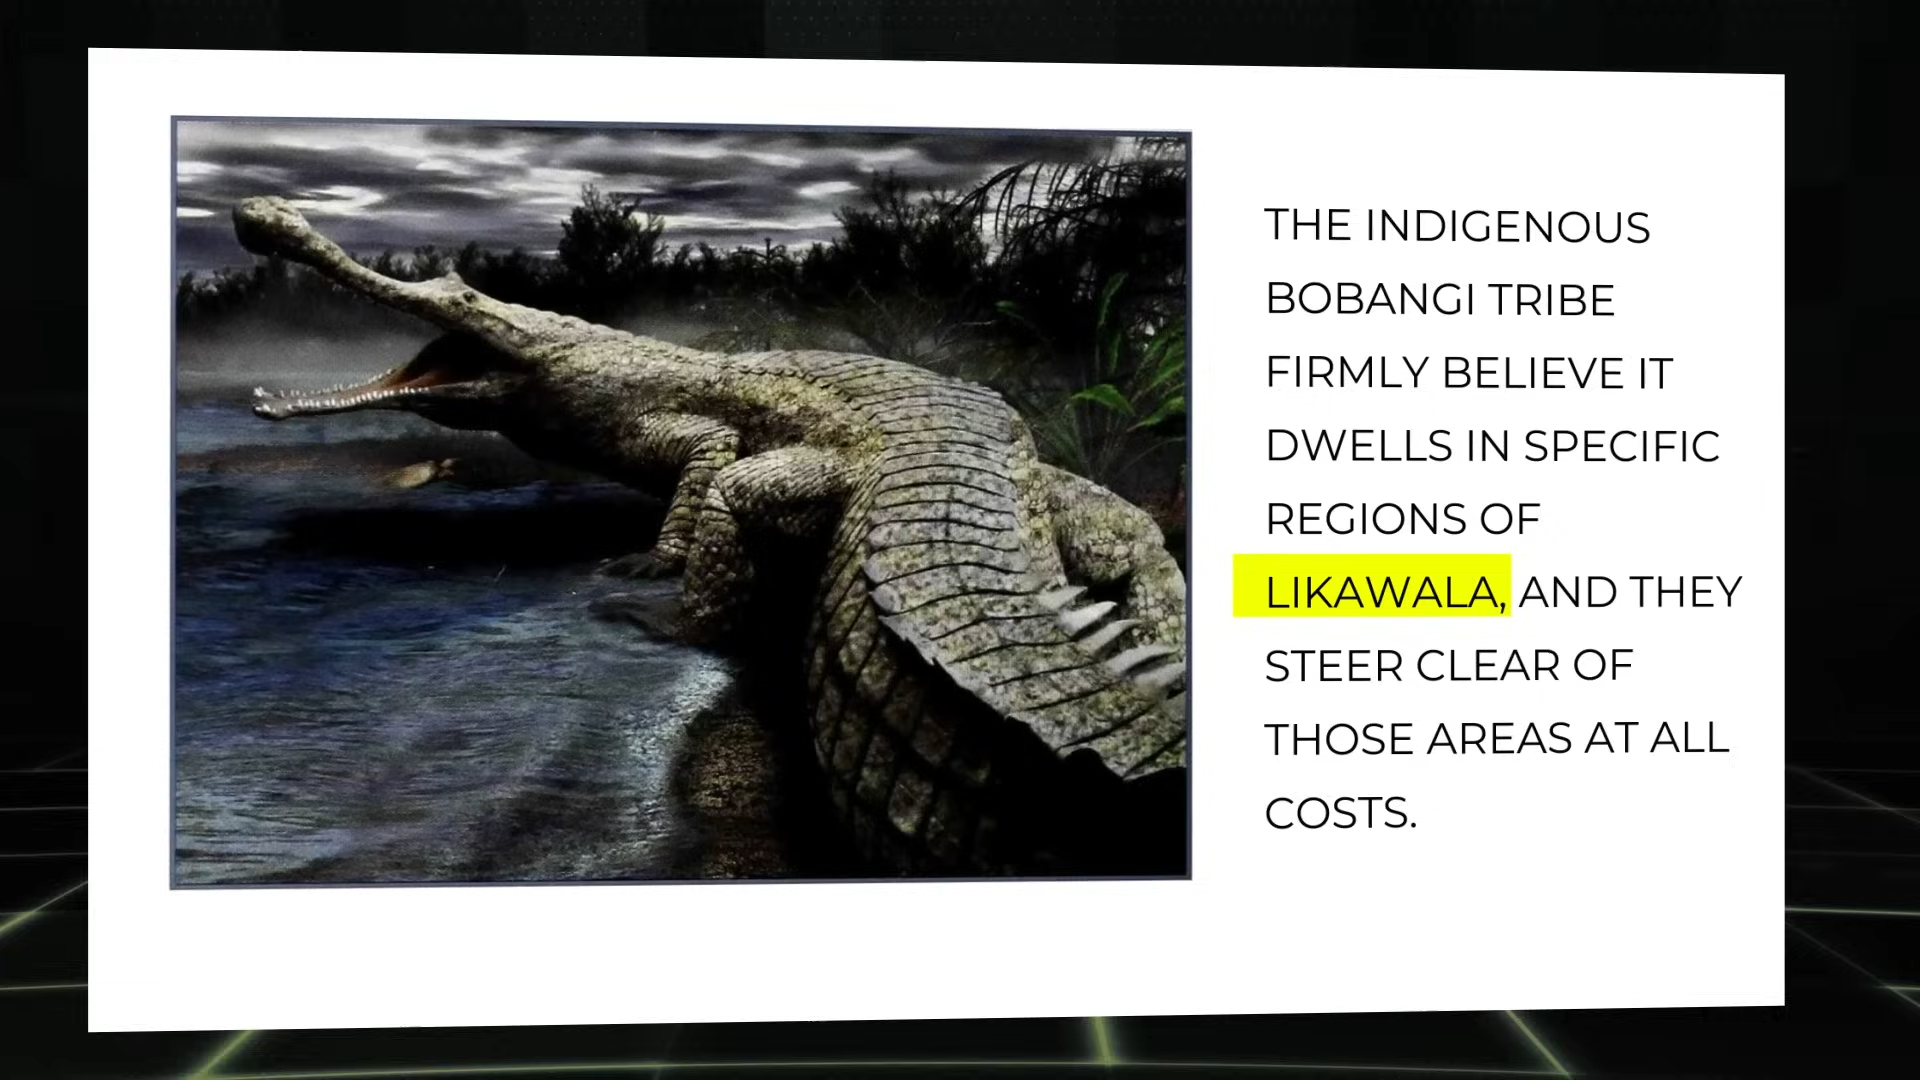 THE INDIGENOUS
BOBANGI TRIBE
FIRMLY BELIEVE IT
DWELLS IN SPECIFIC
REGIONS OF
LIKAWALA, AND THEY
STEER CLEAR OF
THOSE AREAS AT ALL
COSTS.